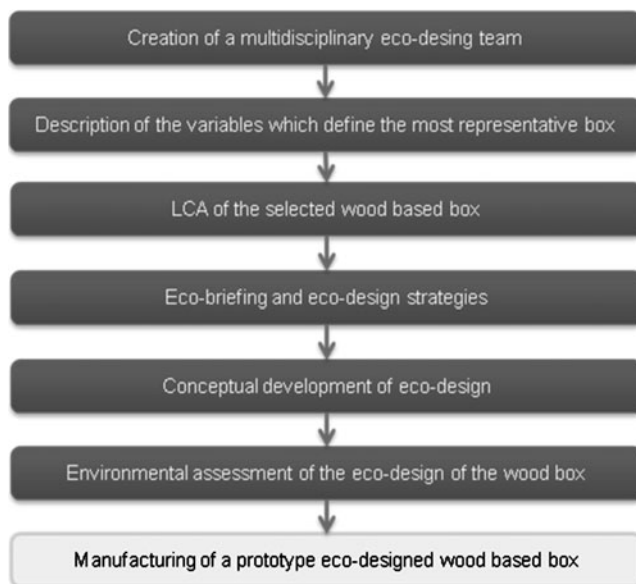 Creation of a multidisciplinary eco-desing team
Description of the variables which define the most representative box
LCA of the selected wood based box
Eco-briefing and eco-design strategies
Conceptual development of eco-design
Environmental assessment of the eco-design of the wood box
Manufacturing of a prototype eco-designed wood based box